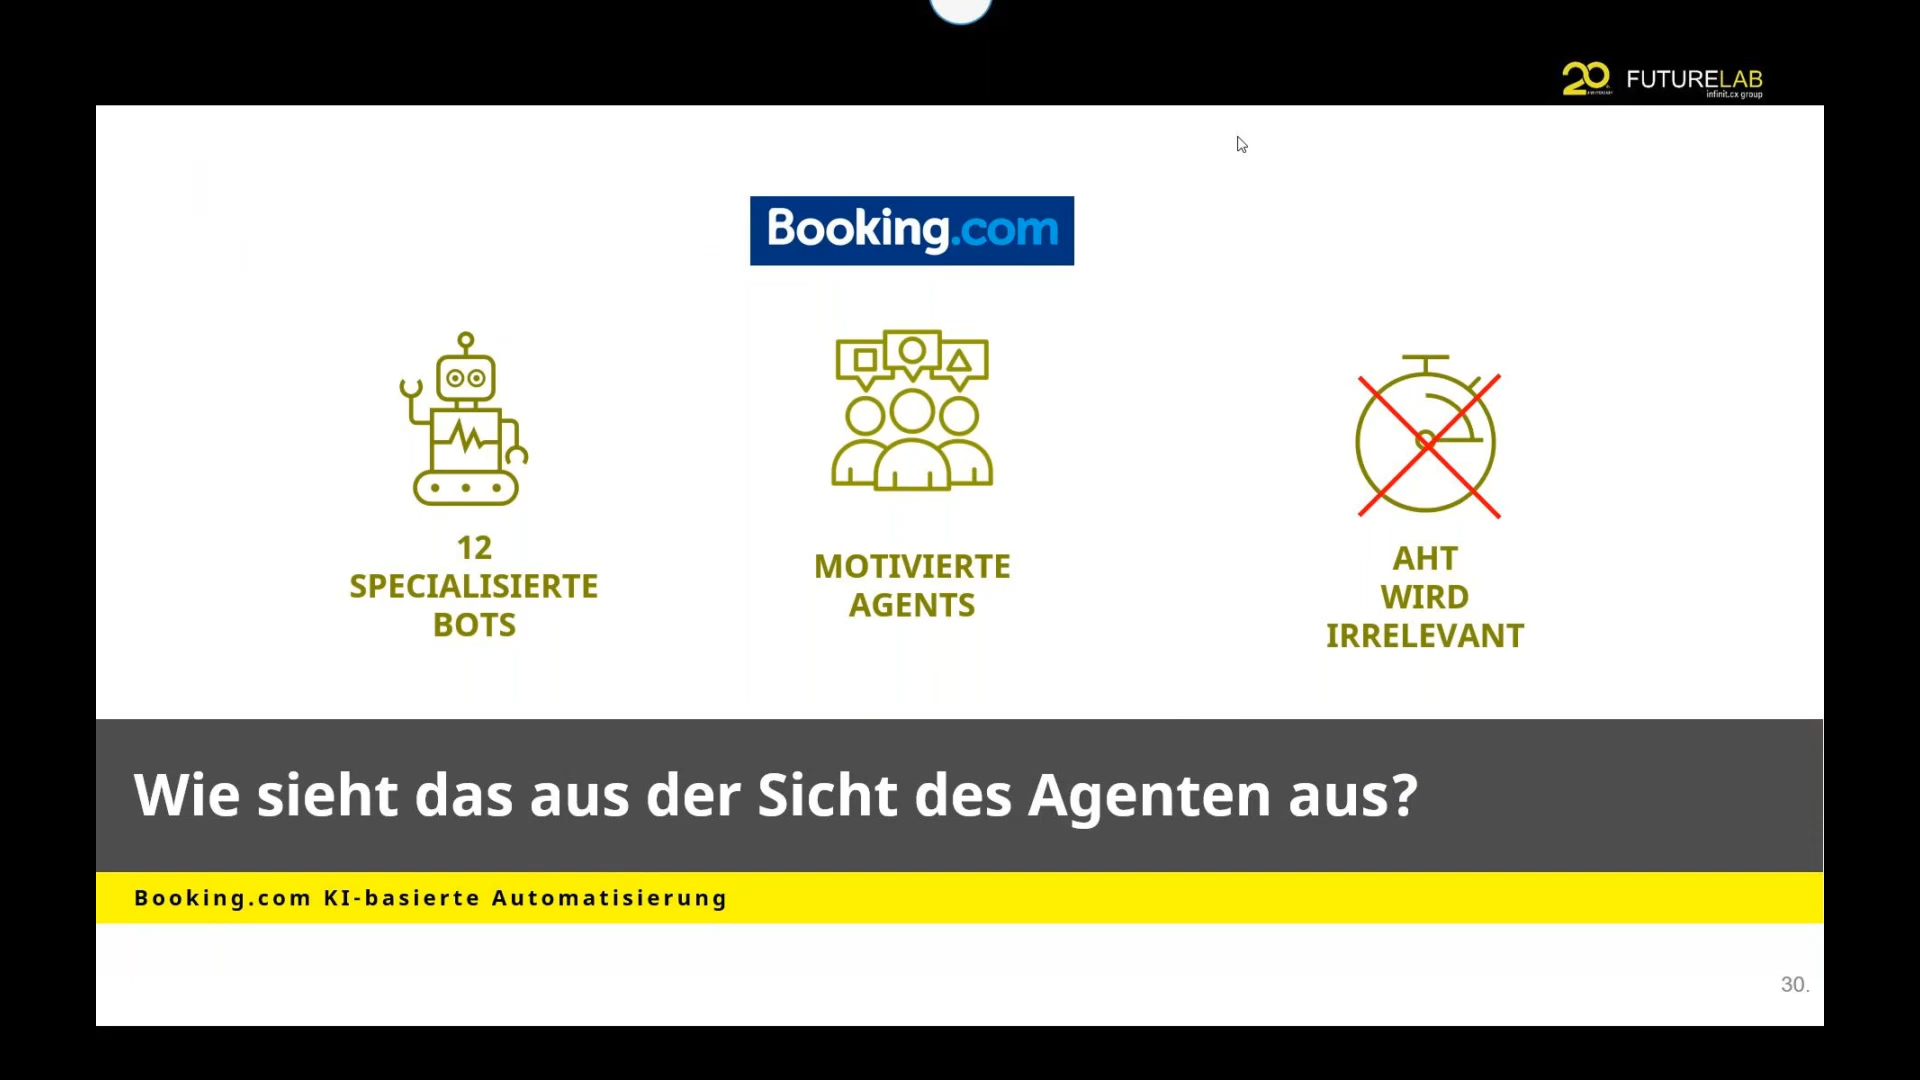 20 FUTURELAB
infinit.cx group
Booking.com
12
SPECIALISIERTE
BOTS
MOTIVIERTE
AGENTS
AHT
WIRD
IRRELEVANT
Wie sieht das aus der Sicht des Agenten aus?
Booking.com KI-basierte Automatisierung
30.